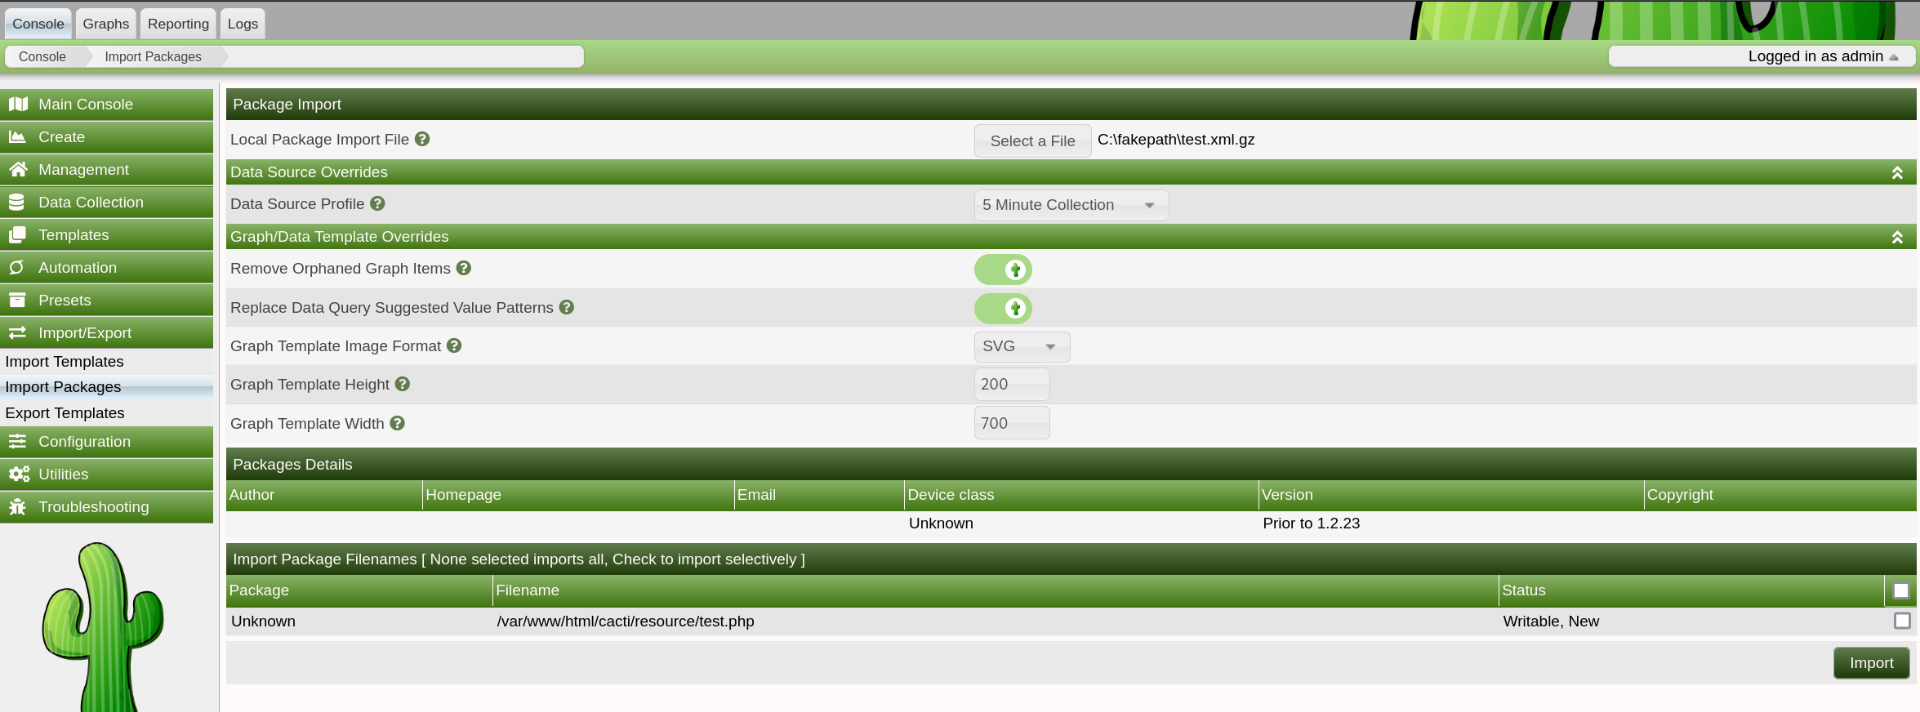 Console Graphs Reporting Logs
Console Import Packages Logged in as admin
Main Console
Create
Management
Data Collection
Templates
Automation
Presets
Import/Export
Import Templates
Import Packages
Export Templates
Configuration
Utilities
Troubleshooting
Package Import
Local Package Import File Select a File C:\fakepath\test.xml.gz
Data Source Overrides
Data Source Profile 5 Minute Collection
Graph/Data Template Overrides
Remove Orphaned Graph Items
Replace Data Query Suggested Value Patterns
Graph Template Image Format SVG
Graph Template Height 200
Graph Template Width 700
Packages Details
Author Homepage Email Device class Version Copyright
Unknown Prior to 1.2.23
Import Package Filenames [ None selected imports all, Check to import selectively ]
Package Filename Status
Unknown /var/www/html/cacti/resource/test.php Writable, New
Import